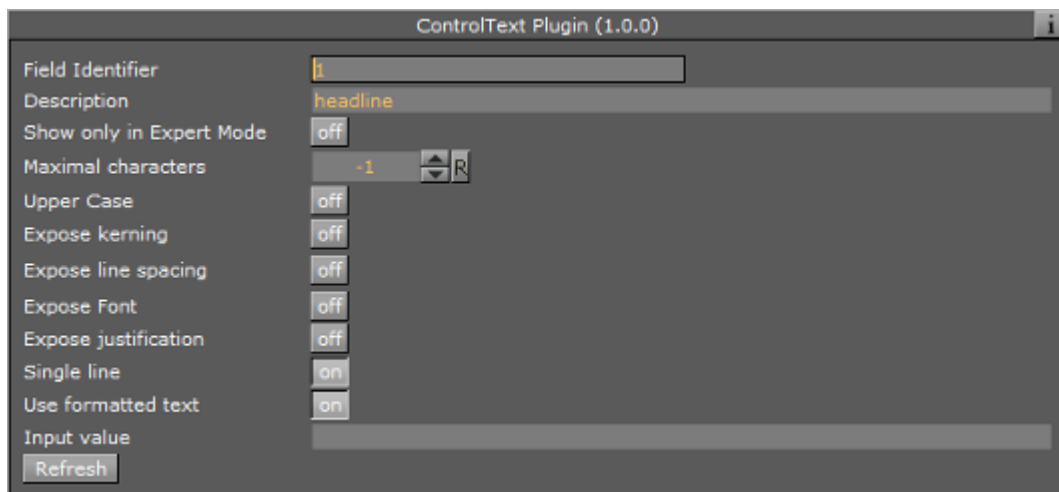 ControlText Plugin (1.0.0) i
Field Identifier 1
Description headline
Show only in Expert Mode off
Maximal characters -1 R
Upper Case off
Expose kerning off
Expose line spacing off
Expose Font off
Expose justification off
Single line on
Use formatted text on
Input value
Refresh